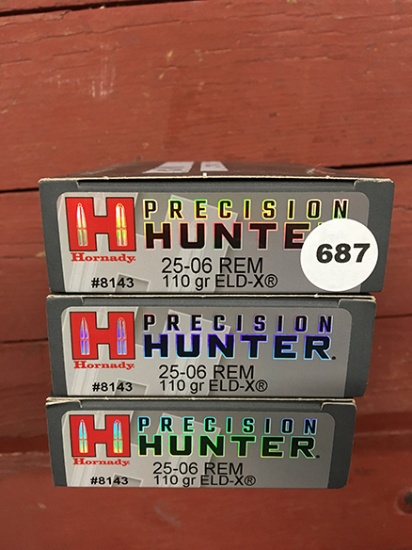 H PRECISION
HUNTE
687
Hornady
25-06 REM
#8143
110 gr ELD-X®
H PRECISION
HUNTER®
Hornady
25-06 REM
#8143
110 gr ELD-X®
H PRECISION
HUNTER®
Hornady
25-06 REM
#8143
110 gr ELD-X®